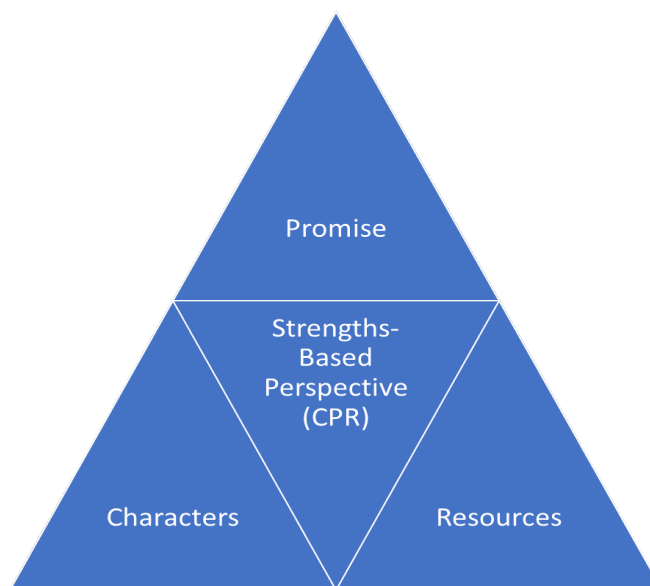 Promise
Strengths-
Based
Perspective
(CPR)
Characters
Resources